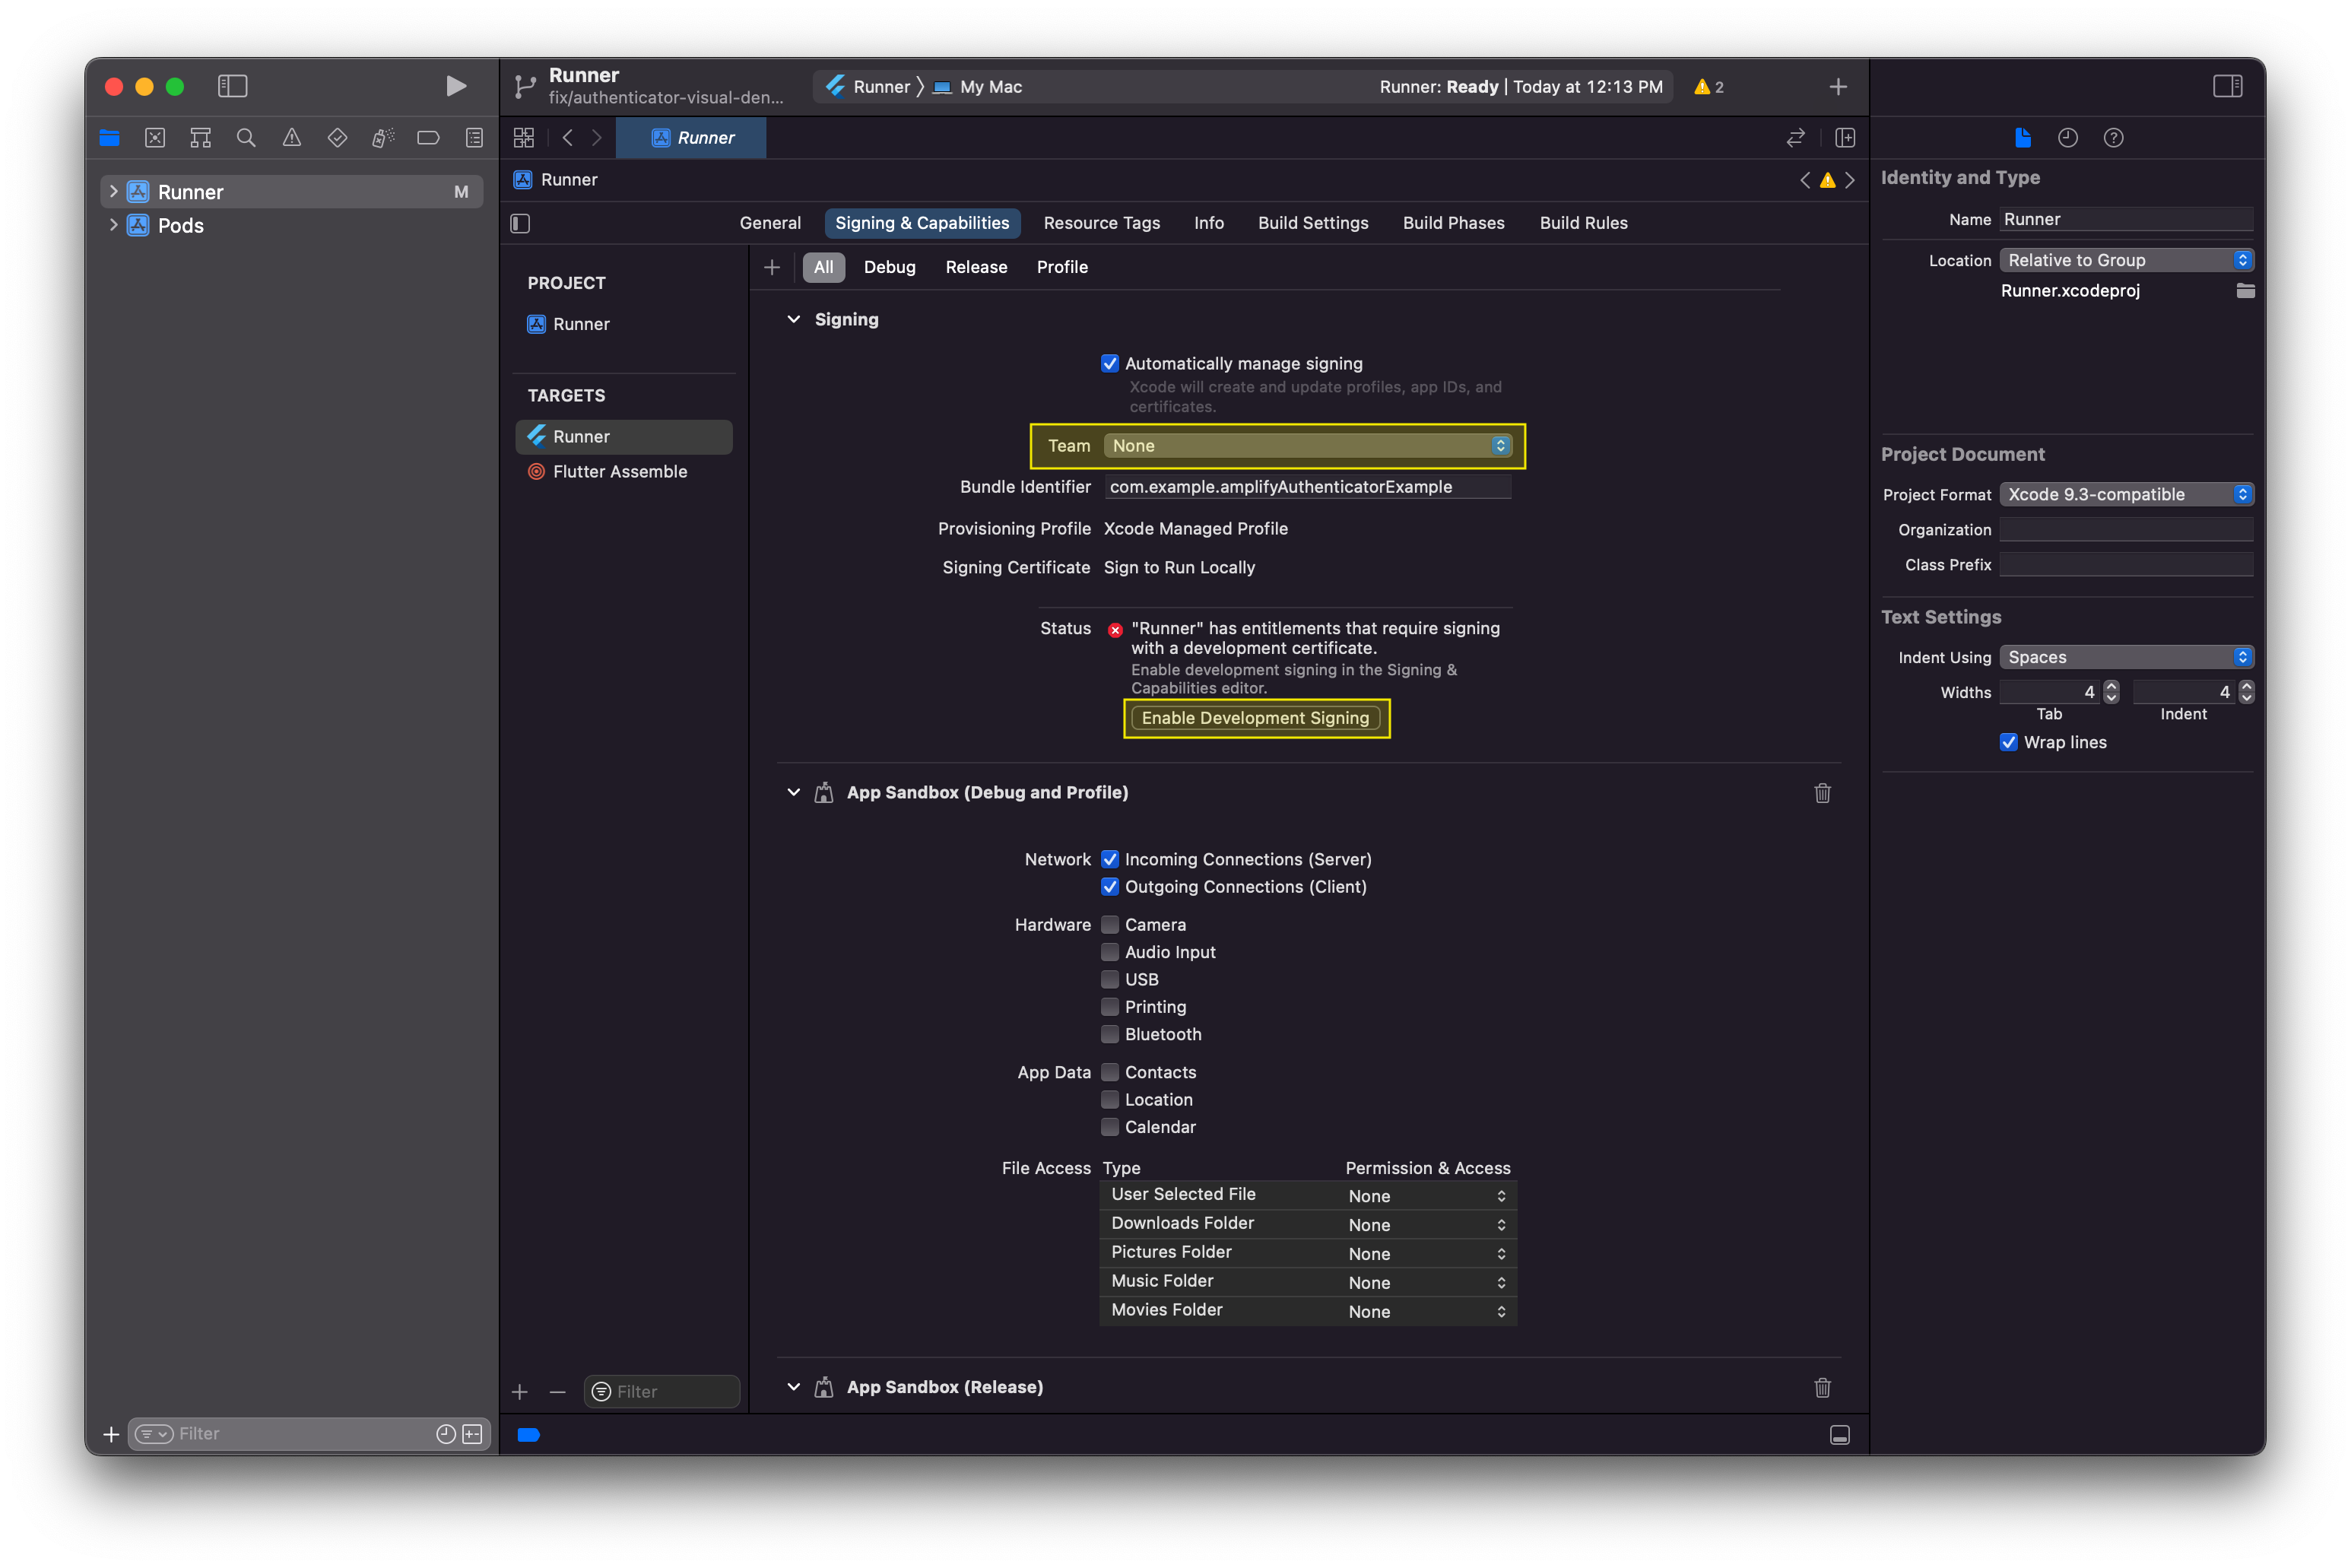 Runner
fix/authenticator-visual-den...
Runner
My Mac
Runner: Ready | Today at 12:13 PM
2
Runner M
Pods
Runner
Runner
General
Signing & Capabilities
Resource Tags
Info
Build Settings
Build Phases
Build Rules
PROJECT
Runner
TARGETS
Runner
Flutter Assemble
All
Debug
Release
Profile
Signing
Automatically manage signing
Xcode will create and update profiles, app IDs, and
certificates.
Team None
Bundle Identifier com.example.amplifyAuthenticatorExample
Provisioning Profile Xcode Managed Profile
Signing Certificate Sign to Run Locally
Status "Runner" has entitlements that require signing
with a development certificate.
Enable development signing in the Signing &
Capabilities editor.
Enable Development Signing
App Sandbox (Debug and Profile)
Network Incoming Connections (Server)
Outgoing Connections (Client)
Hardware Camera
Audio Input
USB
Printing
Bluetooth
App Data Contacts
Location
Calendar
File Access Type Permission & Access
User Selected File None
Downloads Folder None
Pictures Folder None
Music Folder None
Movies Folder None
App Sandbox (Release)
Filter
Filter
Identity and Type
Name Runner
Location Relative to Group
Runner.xcodeproj
Project Document
Project Format Xcode 9.3-compatible
Organization
Class Prefix
Text Settings
Indent Using Spaces
Widths 4 4
Tab Indent
Wrap lines